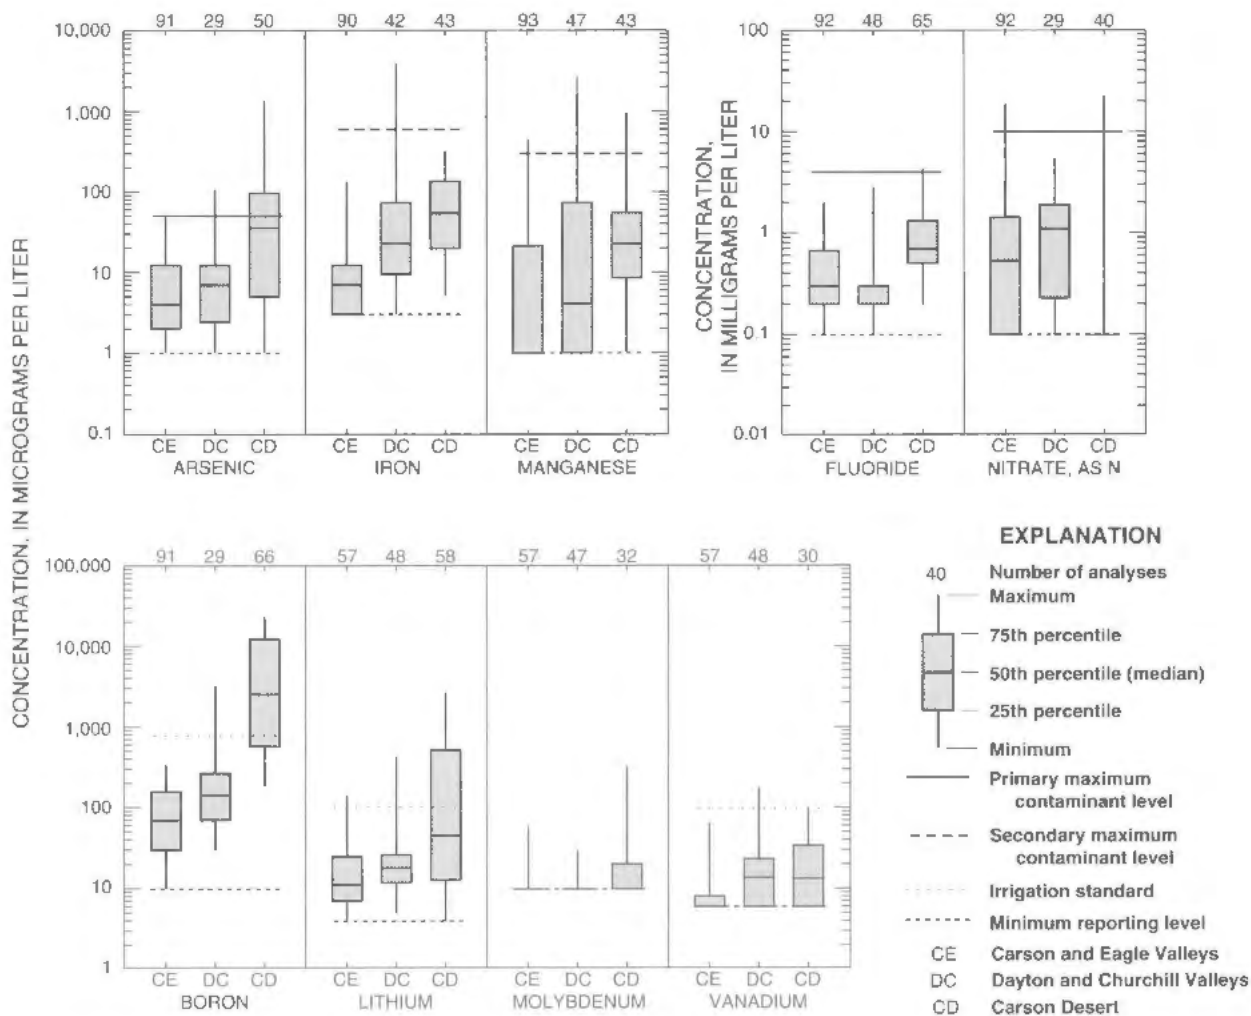 91 29 50 90 42 43 93 47 43
10,000
1,000
100
10
1
0.1
CE DC CD CE DC CD CE DC CD
ARSENIC IRON MANGANESE
92 48 65 92 29 40
100
10
1
0.1
0.01
CE DC CD CE DC CD
FLUORIDE NITRATE, AS N
CONCENTRATION,
IN MILLIGRAMS PER LITER
CONCENTRATION, IN MICROGRAMS PER LITER
91 29 66 57 48 58 57 47 32 57 48 30
100,000
10,000
1,000
100
10
1
CE DC CD CE DC CD CE DC CD CE DC CD
BORON LITHIUM MOLYBDENUM VANADIUM
EXPLANATION
40 Number of analyses
Maximum
75th percentile
50th percentile (median)
25th percentile
Minimum
Primary maximum
contaminant level
Secondary maximum
contaminant level
Irrigation standard
Minimum reporting level
CE Carson and Eagle Valleys
DC Dayton and Churchill Valleys
CD Carson Desert